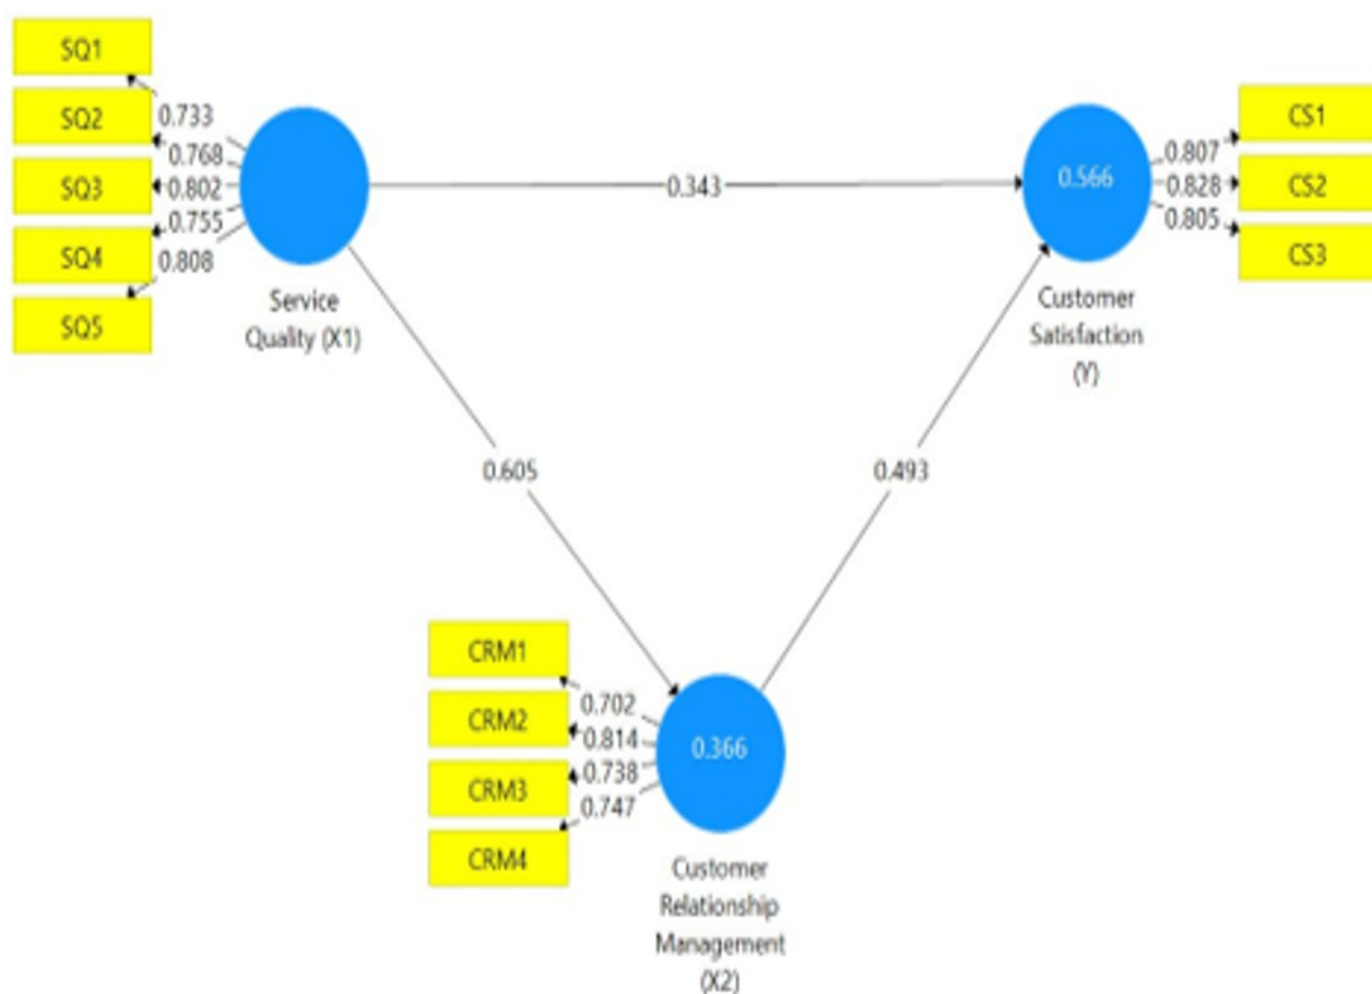 SQ1
SQ2
SQ3
SQ4
SQ5
0.733
0.768
0.802
0.755
0.808
Service
Quality (X1)
0.343
0.566
Customer
Satisfaction
(Y)
0.807
0.828
0.805
CS1
CS2
CS3
0.605
0.493
CRM1
CRM2
CRM3
CRM4
0.702
0.814
0.738
0.747
0.366
Customer
Relationship
Management
(X2)